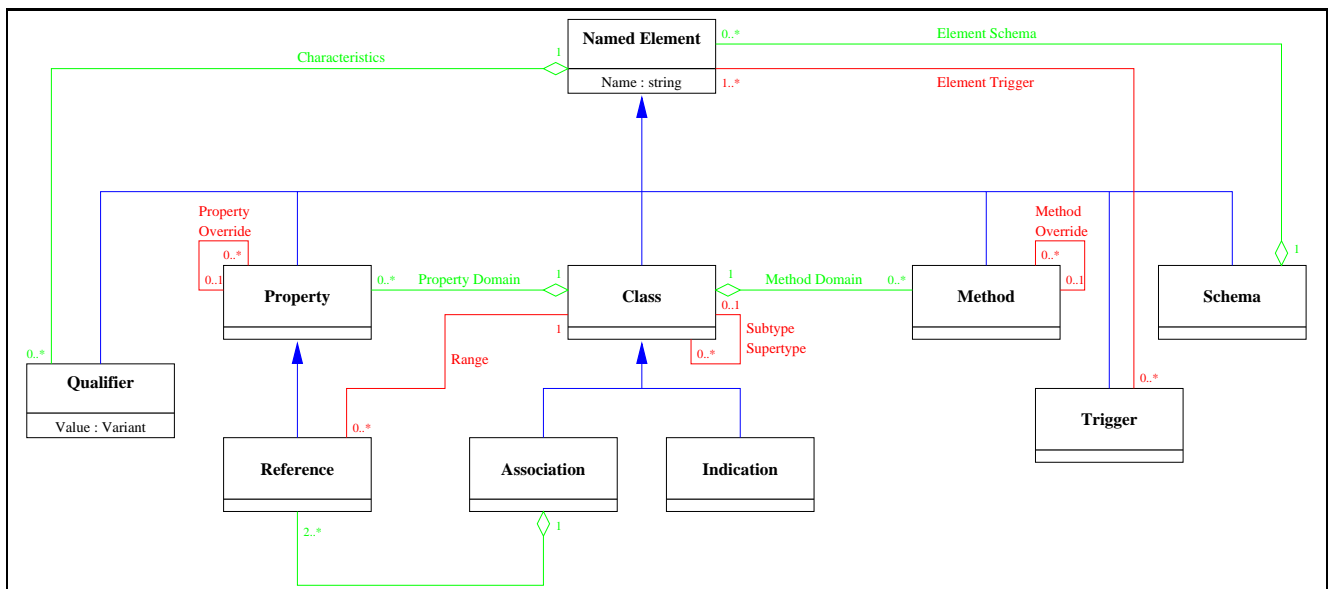 Named Element
Name : string
Characteristics
1
0..*
Element Schema
1..*
Element Trigger
Property
Override
0..*
0..1
Method
Override
0..*
0..1
1
Property
0..*
Property Domain
1
Class
1
Method Domain
0..*
Method
Schema
0..1
1
Subtype
Supertype
0..*
Range
0..*
Qualifier
Value : Variant
0..*
0..*
Trigger
Reference
Association
Indication
2..*
1